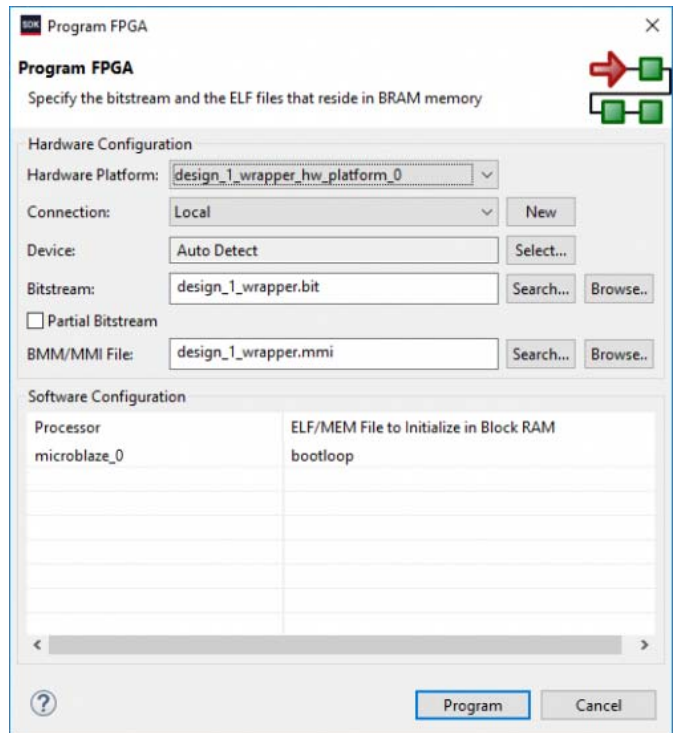 SDK Program FPGA
Program FPGA
Specify the bitstream and the ELF files that reside in BRAM memory
Hardware Configuration
Hardware Platform: design_1_wrapper_hw_platform_0
Connection: Local New
Device: Auto Detect Select...
Bitstream: design_1_wrapper.bit Search... Browse..
Partial Bitstream
BMM/MMI File: design_1_wrapper.mmi Search... Browse..
Software Configuration
Processor ELF/MEM File to Initialize in Block RAM
microblaze_0 bootloop
? Program Cancel